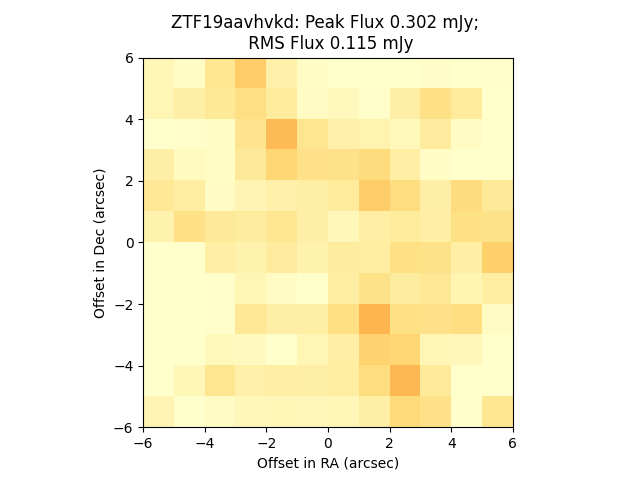 ZTF19aavhvkd: Peak Flux 0.302 mJy;
RMS Flux 0.115 mJy
6
4
2
0
−2
−4
−6
Offset in Dec (arcsec)
−6 −4 −2 0 2 4 6
Offset in RA (arcsec)